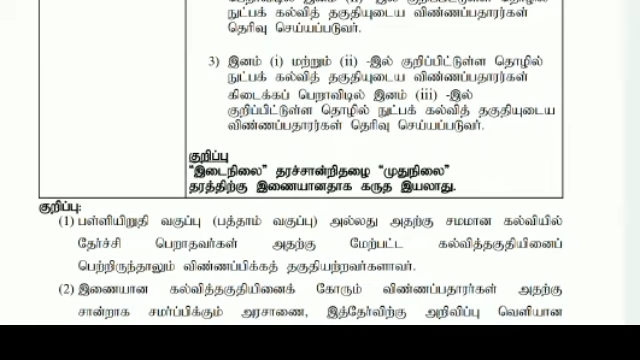 பெறாவிடில் இனம் (ii) -இல் குறிப்பிட்டுள்ள தொழில்
நுட்பக் கல்வித் தகுதியுடைய விண்ணப்பதாரர்கள்
தெரிவு செய்யப்படுவர்.
3) இனம் (i) மற்றும் (ii) -இல் குறிப்பிட்டுள்ள தொழில்
நுட்பக் கல்வித் தகுதியுடைய விண்ணப்பதாரர்கள்
கிடைக்கப் பெறாவிடில் இனம் (iii) -இல்
குறிப்பிட்டுள்ள தொழில் நுட்பக் கல்வித் தகுதியுடைய
விண்ணப்பதாரர்கள் தெரிவு செய்யப்படுவர்.
குறிப்பு
“இடைநிலை” தரச்சான்றிதழை “முதுநிலை”
தரத்திற்கு இணையானதாக கருத இயலாது.
குறிப்பு:
(1) பள்ளியிறுதி வகுப்பு (பத்தாம் வகுப்பு) அல்லது அதற்கு சமமான கல்வியில்
தேர்ச்சி பெறாதவர்கள் அதற்கு மேற்பட்ட கல்வித்தகுதியினைப்
பெற்றிருந்தாலும் விண்ணப்பிக்கத் தகுதியற்றவர்களாவர்.
(2) இணையான கல்வித்தகுதியினைக் கோரும் விண்ணப்பதாரர்கள் அதற்கு
சான்றாக சமர்ப்பிக்கும் அரசாணை, இத்தேர்விற்கு அறிவிப்பு வெளியான